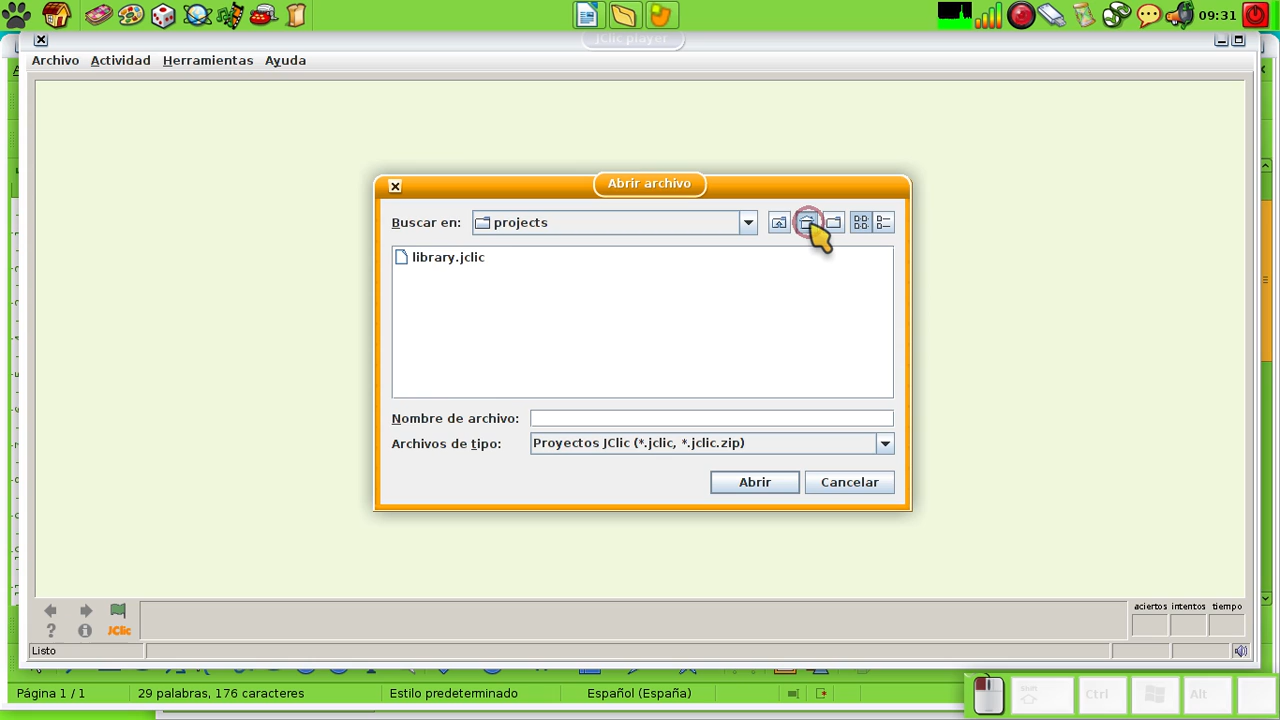 09:31
JClic player
Archivo Actividad Herramientas Ayuda
Abrir archivo
Buscar en: projects
library.jclic
Nombre de archivo:
Archivos de tipo: Proyectos JClic (*.jclic, *.jclic.zip)
Abrir Cancelar
aciertos intentos tiempo
JClic
Listo
Página 1 / 1 29 palabras, 176 caracteres Estilo predeterminado Español (España)
Shift Ctrl Alt